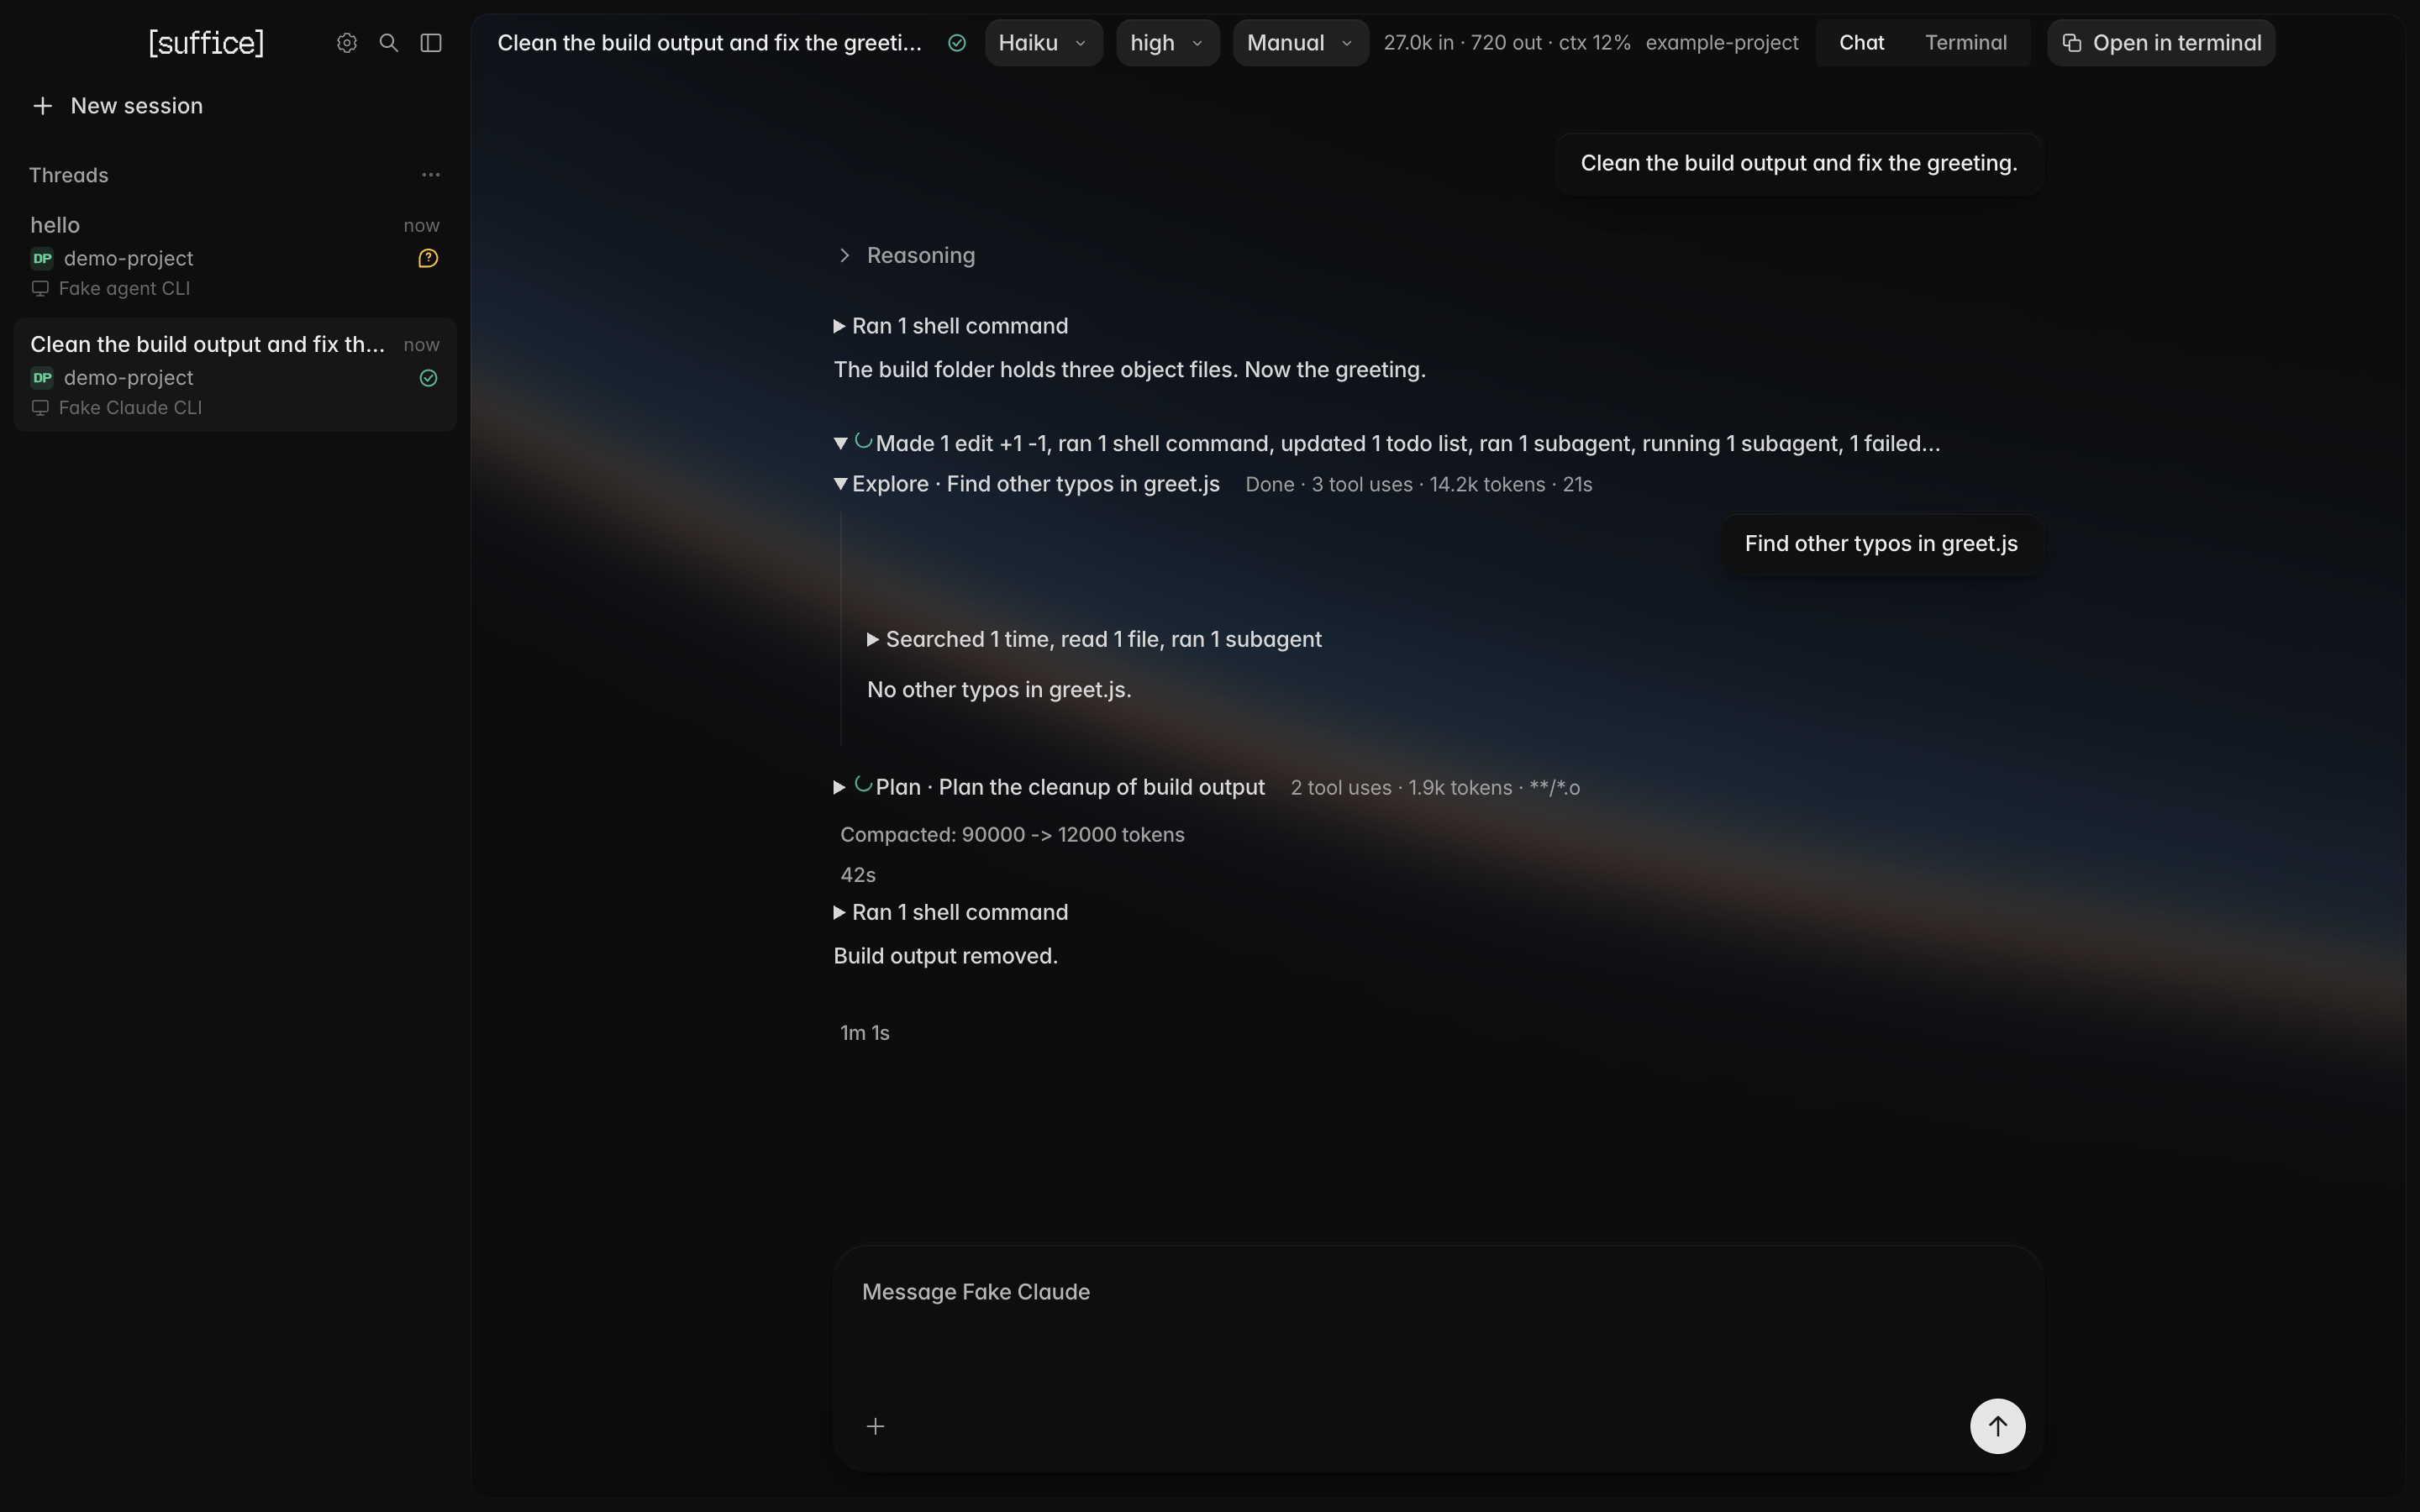 [suffice]
New session
Threads
hello
now
DP demo-project
Fake agent CLI
Clean the build output and fix th...
now
DP demo-project
Fake Claude CLI
Clean the build output and fix the greeti...
Haiku
high
Manual
27.0k in · 720 out · ctx 12%
example-project
Chat
Terminal
Open in terminal
Clean the build output and fix the greeting.
Reasoning
Ran 1 shell command
The build folder holds three object files. Now the greeting.
Made 1 edit +1 -1, ran 1 shell command, updated 1 todo list, ran 1 subagent, running 1 subagent, 1 failed...
Explore · Find other typos in greet.js Done · 3 tool uses · 14.2k tokens · 21s
Find other typos in greet.js
Searched 1 time, read 1 file, ran 1 subagent
No other typos in greet.js.
Plan · Plan the cleanup of build output 2 tool uses · 1.9k tokens · **/*.o
Compacted: 90000 -> 12000 tokens
42s
Ran 1 shell command
Build output removed.
1m 1s
Message Fake Claude